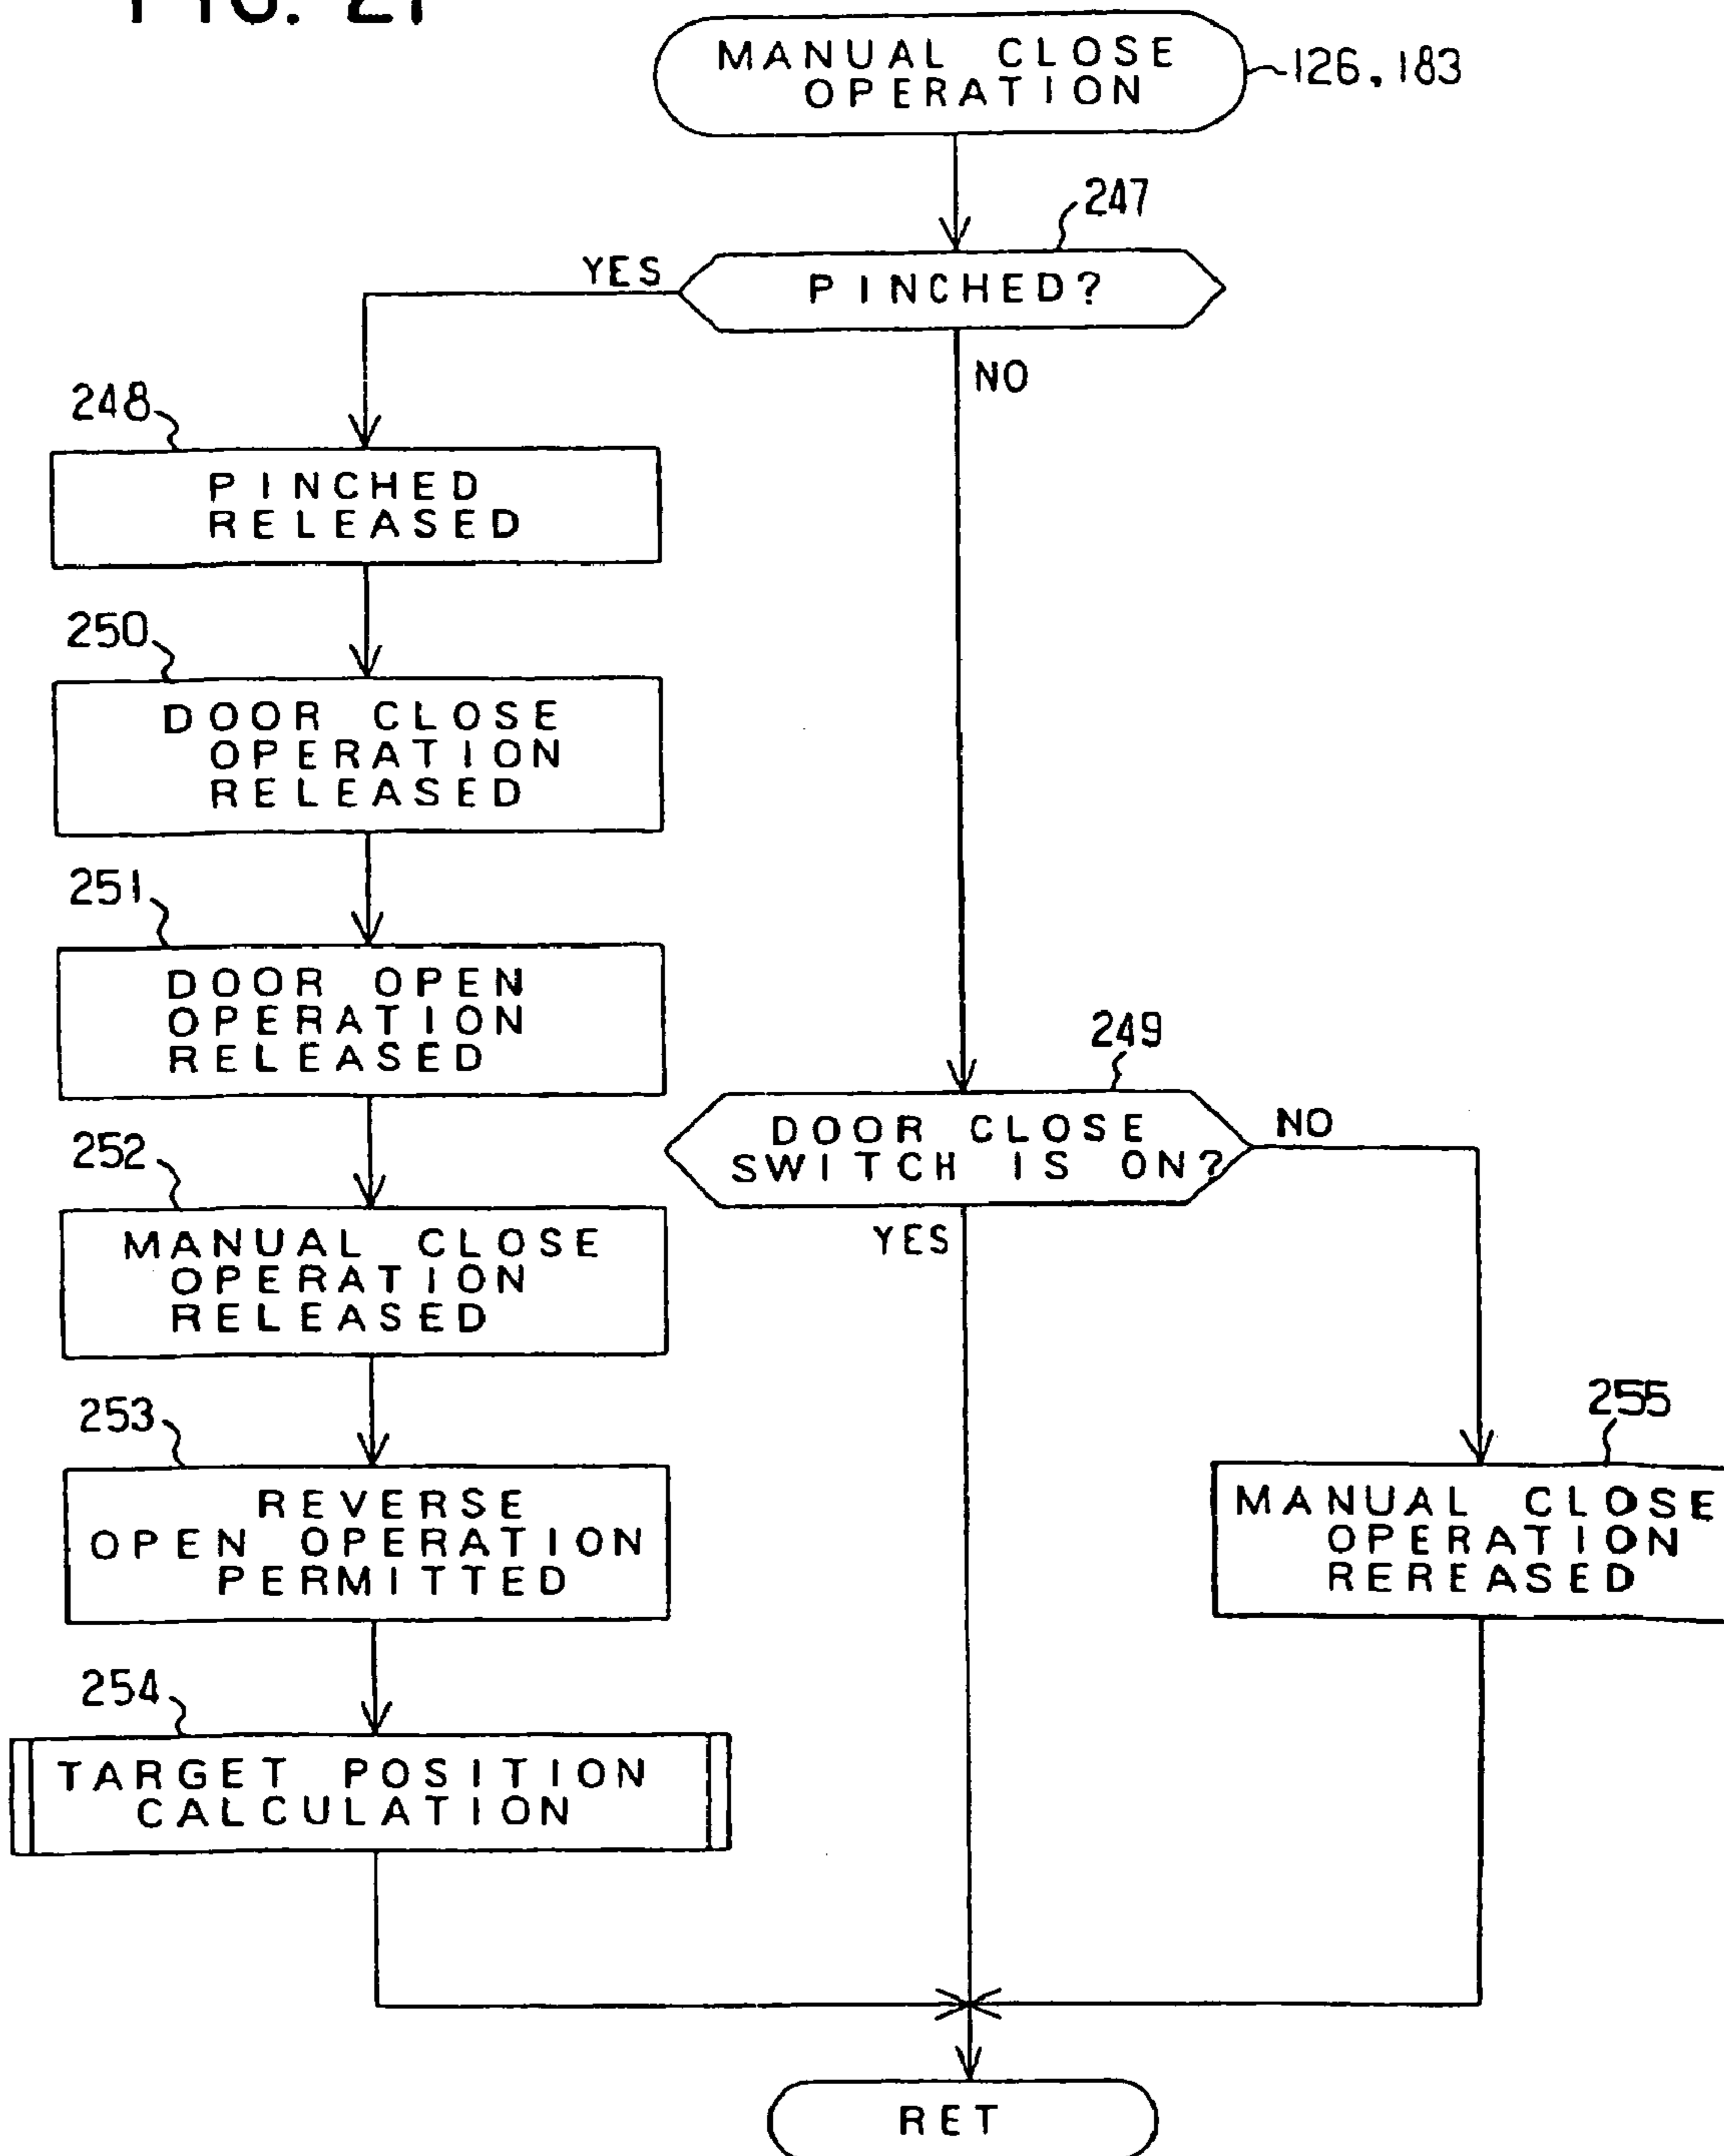 FIG. 21
MANUAL CLOSE
OPERATION
126, 183
247
YES
PINCHED?
NO
248
PINCHED
RELEASED
250
DOOR CLOSE
OPERATION
RELEASED
251
DOOR OPEN
OPERATION
RELEASED
249
DOOR CLOSE
SWITCH IS ON?
NO
YES
252
MANUAL CLOSE
OPERATION
RELEASED
253
REVERSE
OPEN OPERATION
PERMITTED
255
MANUAL CLOSE
OPERATION
REREASED
254
TARGET POSITION
CALCULATION
RET